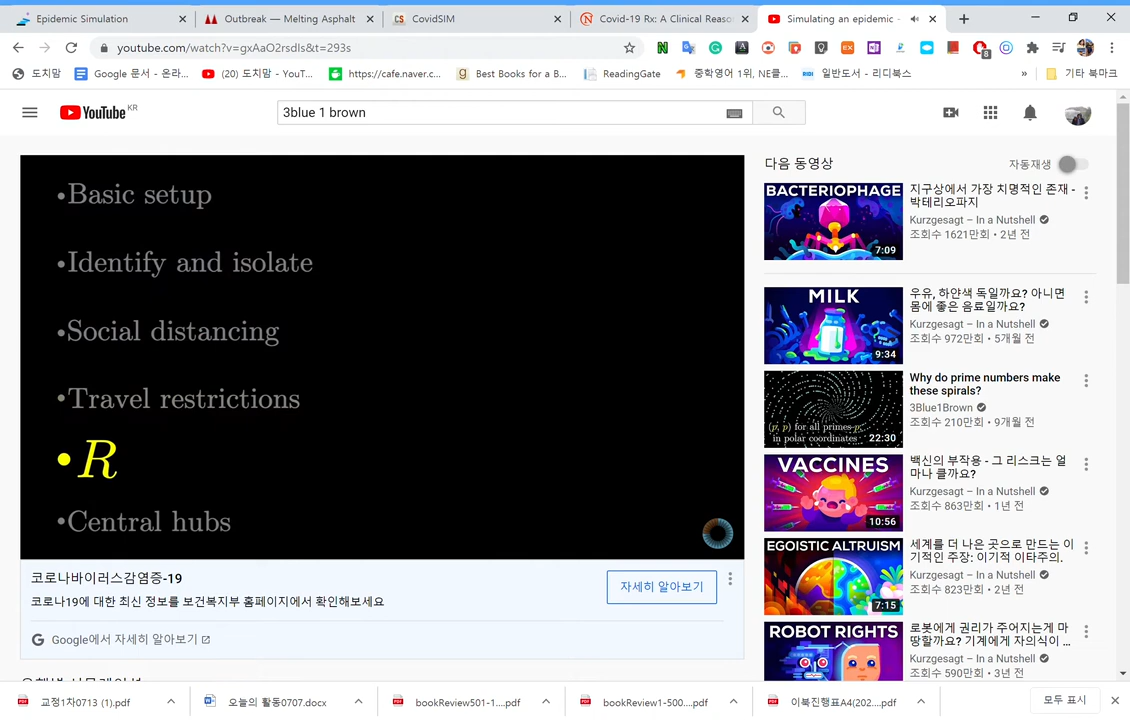 Epidemic Simulation
Outbreak — Melting Asphalt
CovidSIM
Covid-19 Rx: A Clinical Reaso
Simulating an epidemic -
youtube.com/watch?v=gxAaO2rsdIs&t=293s
8
도치맘
Google 문서 - 온라...
(20) 도치맘 - YouT...
https://cafe.naver.c...
Best Books for a B...
ReadingGate
중학영어 1위, NE클...
RIDI 일반도서 - 리디북스
기타 북마크
YouTube KR
3blue 1 brown
•Basic setup
•Identify and isolate
•Social distancing
•Travel restrictions
•R
•Central hubs
코로나바이러스감염증-19
코로나19에 대한 최신 정보를 보건복지부 홈페이지에서 확인해보세요
자세히 알아보기
Google에서 자세히 알아보기
다음 동영상
자동재생
BACTERIOPHAGE
7:09
지구상에서 가장 치명적인 존재 -
박테리오파지
Kurzgesagt – In a Nutshell
조회수 1621만회 • 2년 전
MILK
9:34
우유, 하얀색 독일까요? 아니면
몸에 좋은 음료일까요?
Kurzgesagt – In a Nutshell
조회수 972만회 • 5개월 전
(p, p) for all primes p,
in polar coordinates
22:30
Why do prime numbers make
these spirals?
3Blue1Brown
조회수 210만회 • 9개월 전
VACCINES
10:56
백신의 부작용 - 그 리스크는 얼
마나 클까요?
Kurzgesagt – In a Nutshell
조회수 863만회 • 1년 전
EGOISTIC ALTRUISM
7:15
세계를 더 나은 곳으로 만드는 이
기적인 주장: 이기적 이타주의.
Kurzgesagt – In a Nutshell
조회수 823만회 • 2년 전
ROBOT RIGHTS
로봇에게 권리가 주어지는게 마
땅할까요? 기계에게 자의식이 ...
Kurzgesagt – In a Nutshell
조회수 590만회 • 3년 전
교정1차0713 (1).pdf
오늘의 활동0707.docx
bookReview501-1....pdf
bookReview1-500....pdf
이북진행표A4(202....pdf
모두 표시